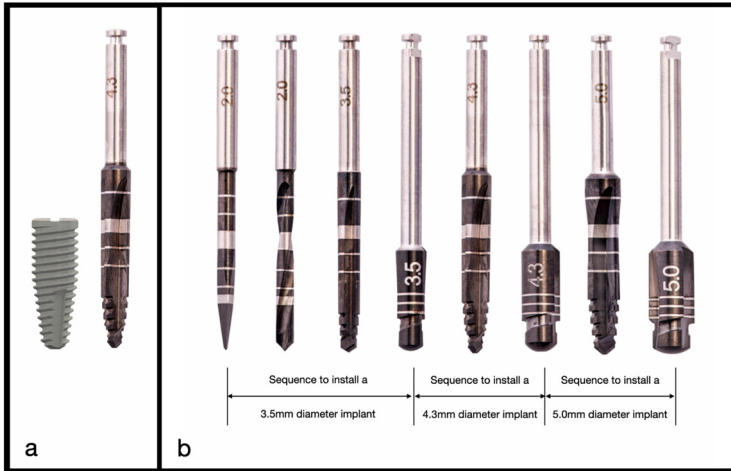 4.3
a
2.0
2.0
3.5
3.5
4.3
4.3
5.0
5.0
Sequence to install a
3.5mm diameter implant
Sequence to install a
4.3mm diameter implant
Sequence to install a
5.0mm diameter implant
b